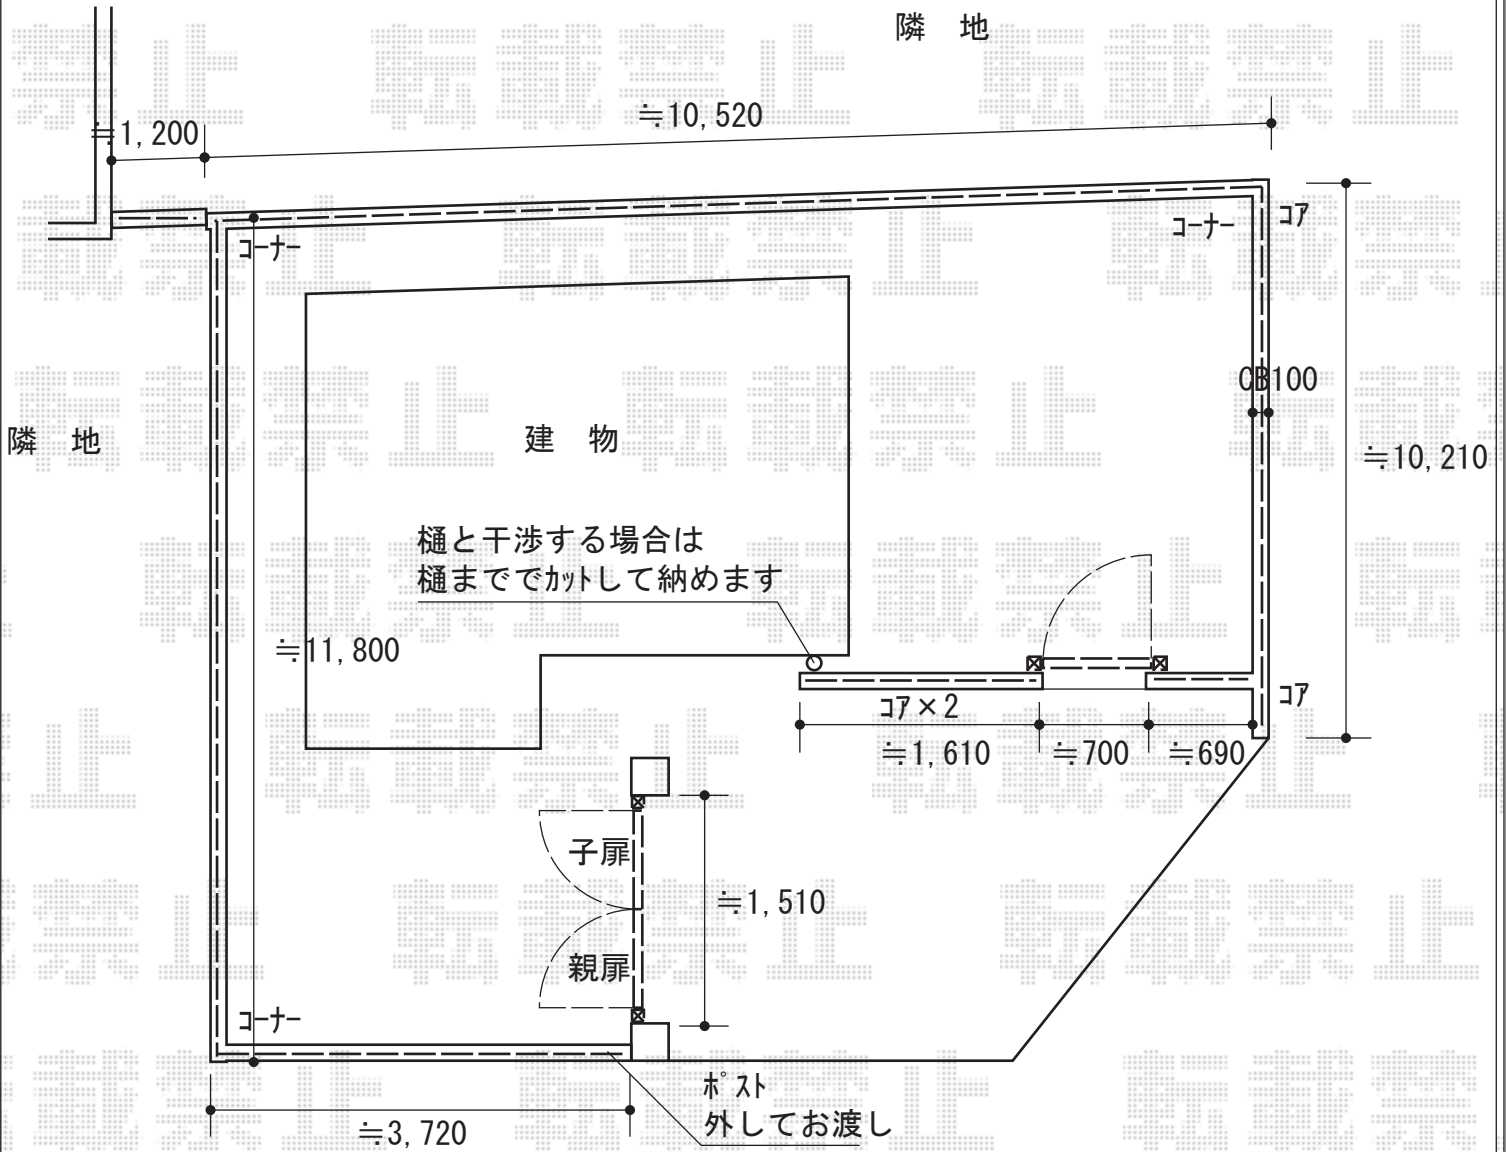 隣 地
≒1,200
≒10,520
コーナー
コーナー
コア
CB100
隣 地
建 物
≒10,210
樋と干渉する場合は
樋まででカットして納めます
≒11,800
コア×2
コア
≒1,610
≒700
≒690
子扉
≒1,510
親扉
コーナー
ポスト
外してお渡し
≒3,720
転載禁止